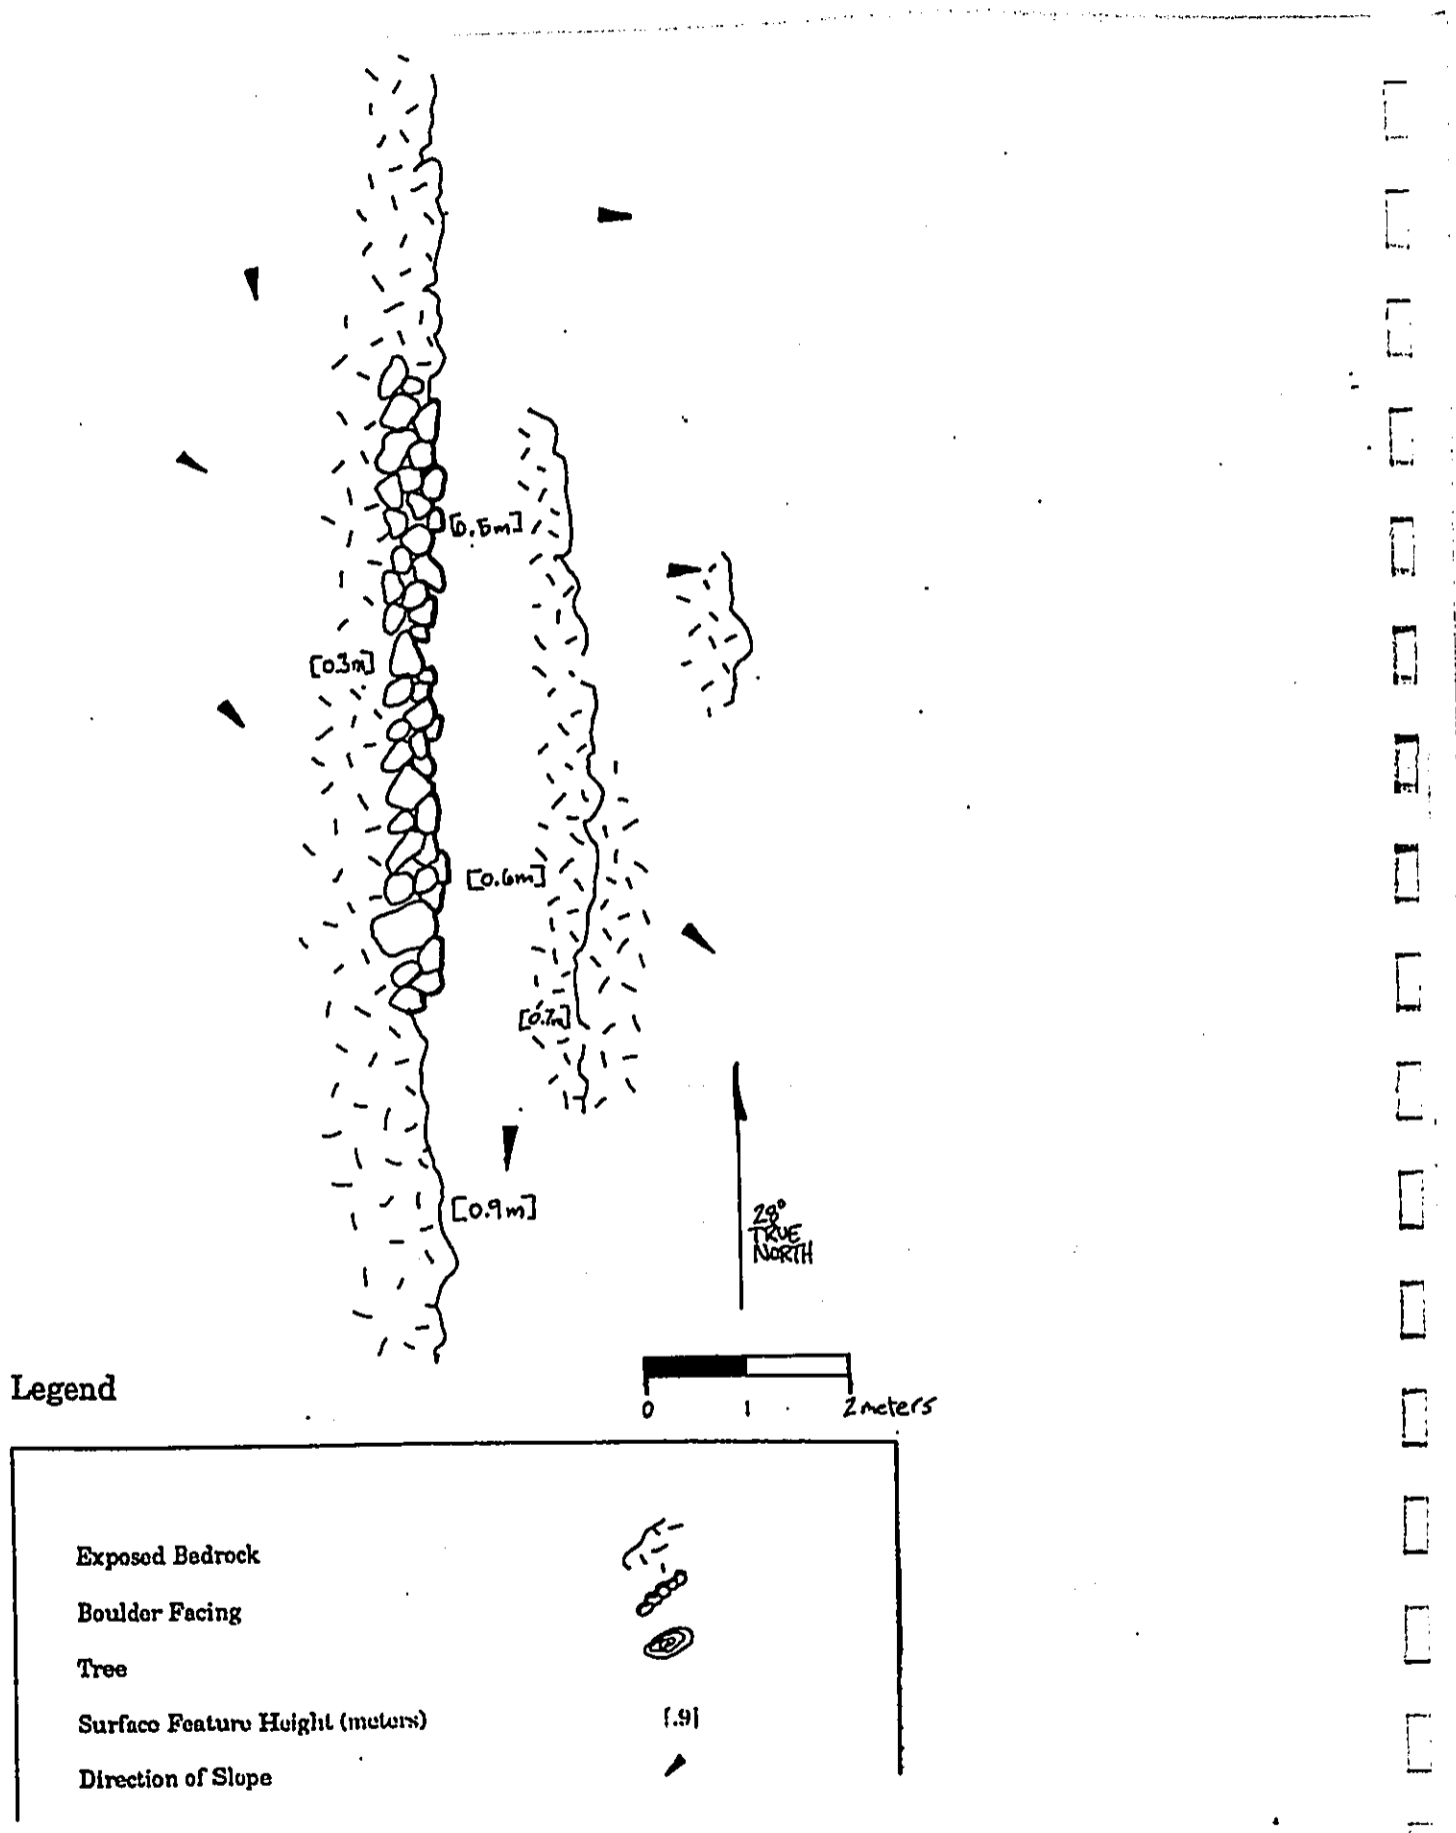 [0.5m]
[0.3m]
[0.6m]
[0.7m]
[0.9m]
28°
TRUE
NORTH
0 1 2 meters
Legend
Exposed Bedrock
Boulder Facing
Tree
Surface Feature Height (meters) [.9]
Direction of Slope